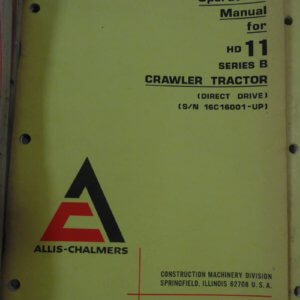 Manual
for
HD 11
SERIES B
CRAWLER TRACTOR
(DIRECT DRIVE)
(S/N 16C16001-UP)
ALLIS-CHALMERS
CONSTRUCTION MACHINERY DIVISION
SPRINGFIELD, ILLINOIS 62708 U.S.A.